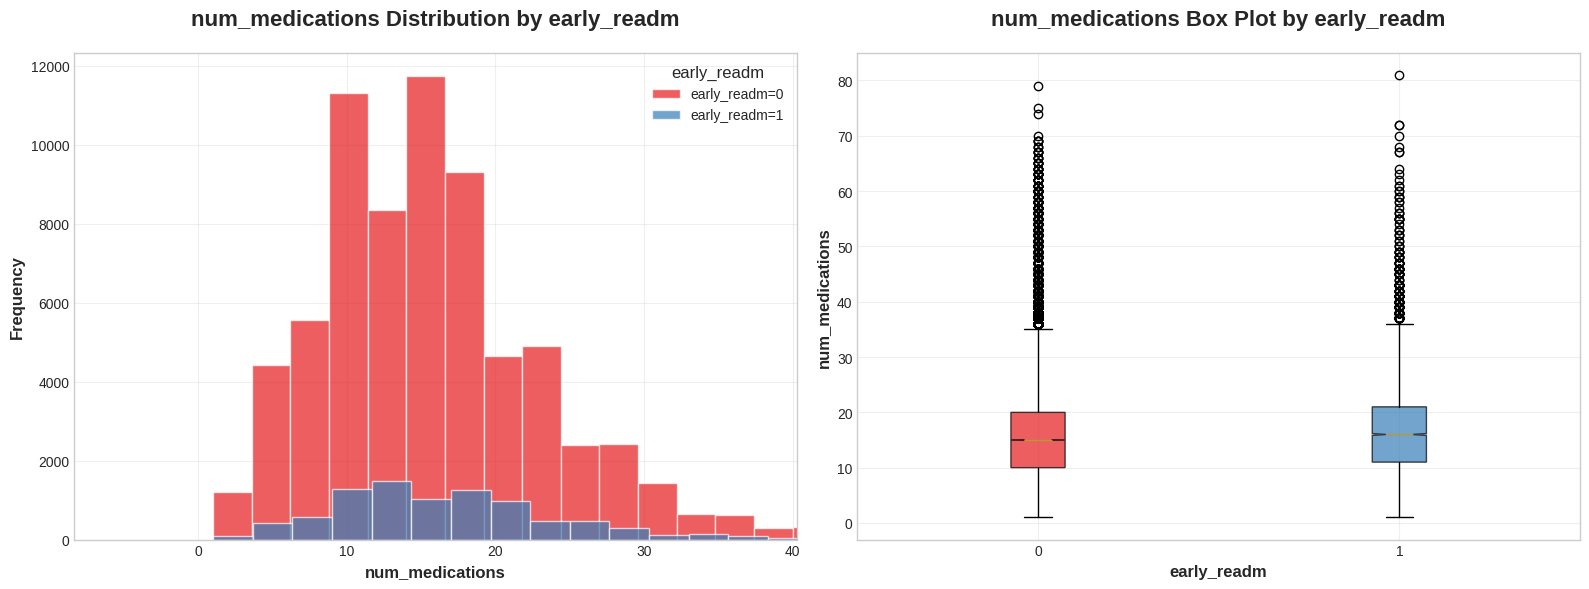 num_medications Distribution by early_readm
12000
10000
8000
6000
4000
2000
0
Frequency
0
10
20
30
40
num_medications
early_readm
early_readm=0
early_readm=1
num_medications Box Plot by early_readm
80
70
60
50
40
30
20
10
0
num_medications
0
1
early_readm